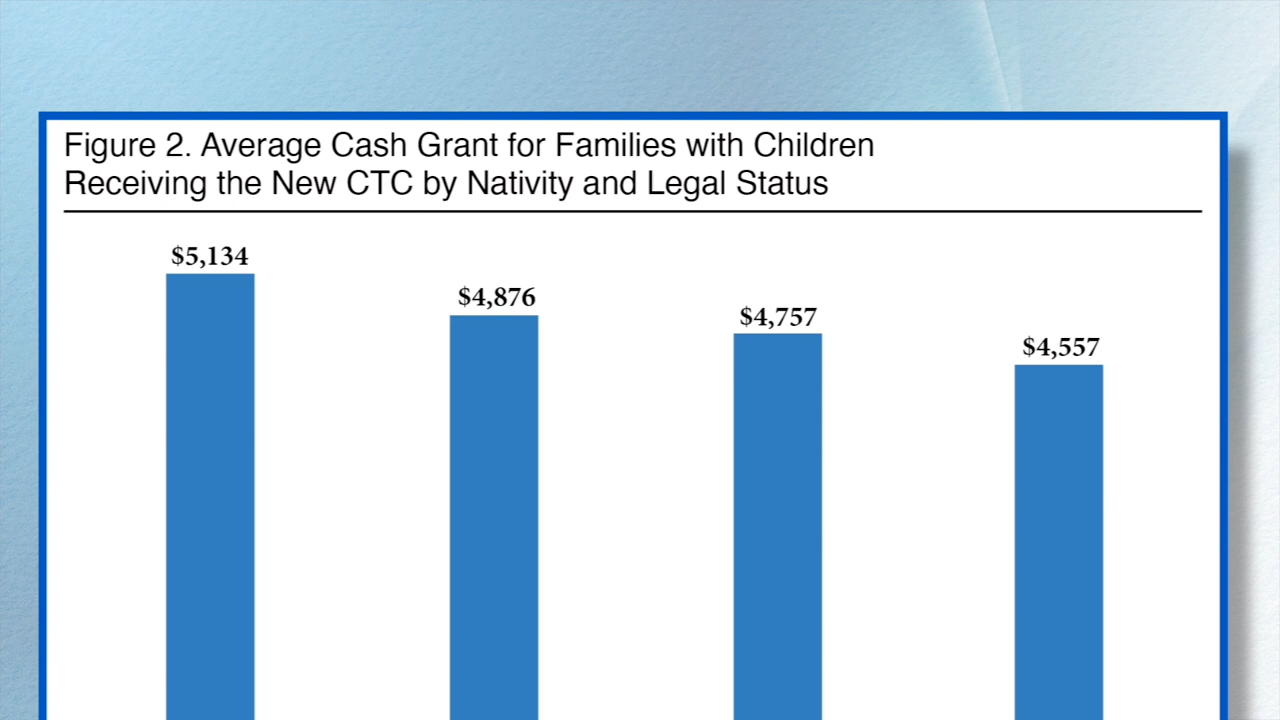 Figure 2. Average Cash Grant for Families with Children
Receiving the New CTC by Nativity and Legal Status
$5,134
$4,876
$4,757
$4,557